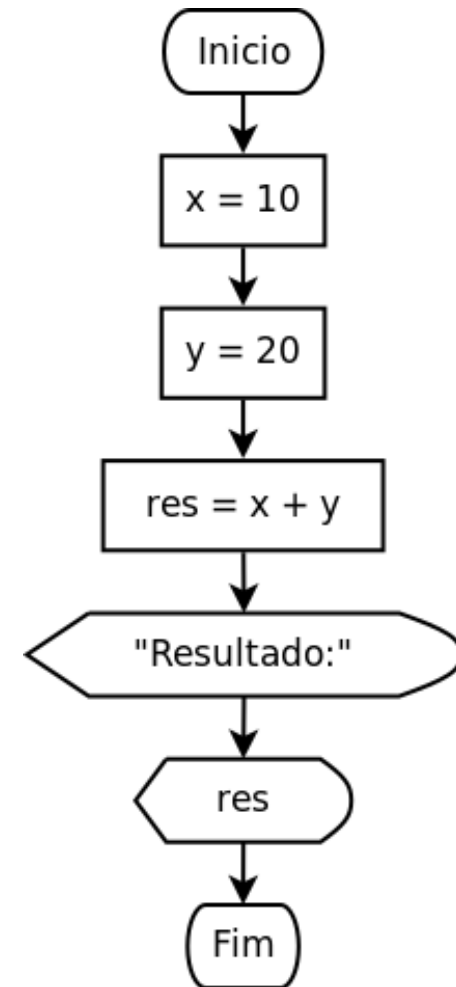 Inicio
x = 10
y = 20
res = x + y
"Resultado:"
res
Fim